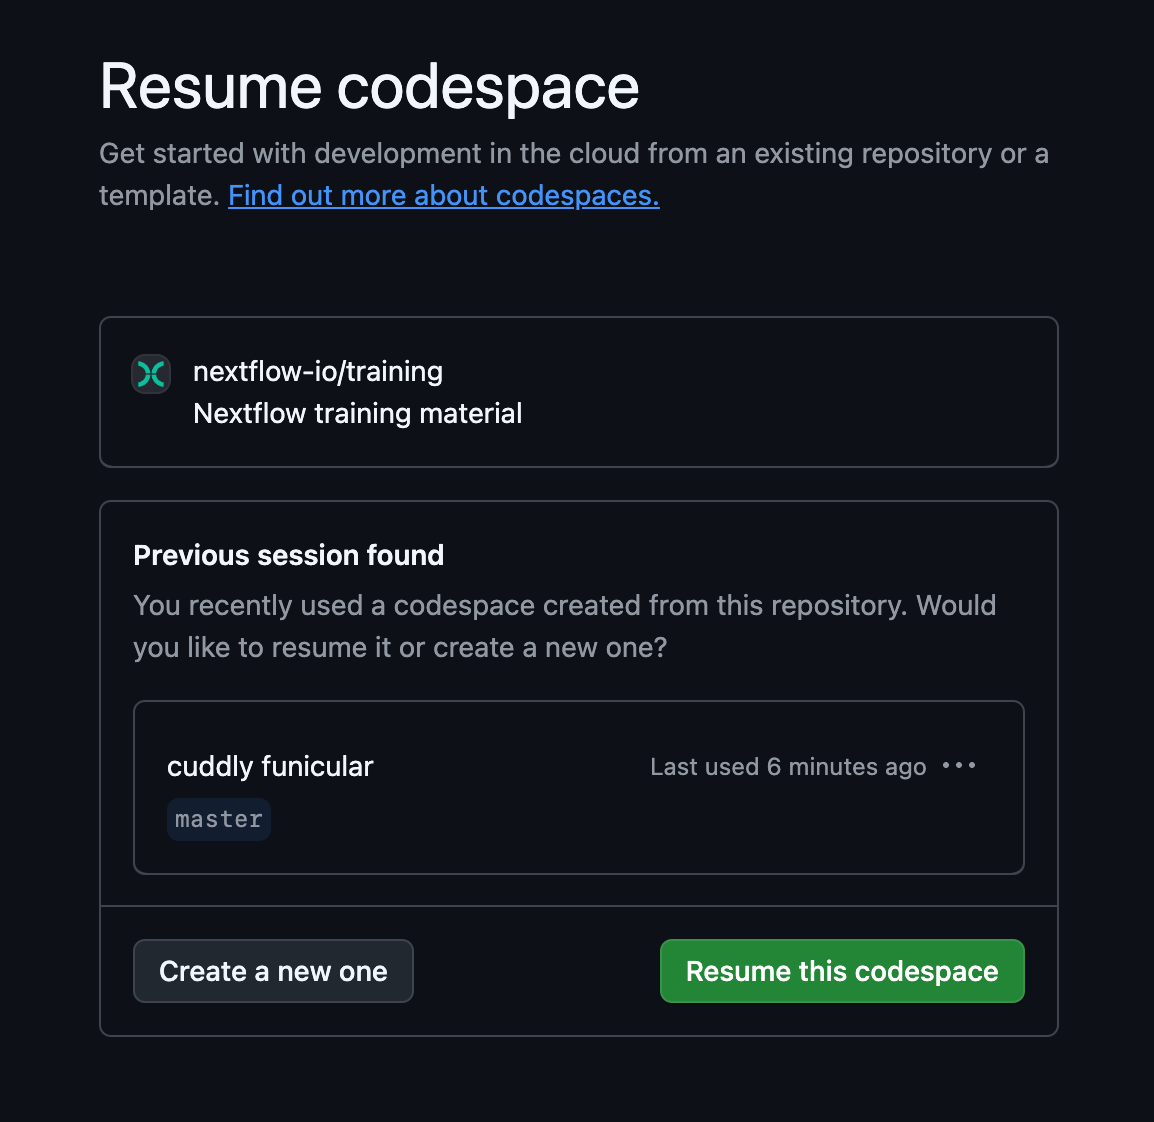 Resume codespace
Get started with development in the cloud from an existing repository or a
template. Find out more about codespaces.
nextflow-io/training
Nextflow training material
Previous session found
You recently used a codespace created from this repository. Would
you like to resume it or create a new one?
cuddly funicular
Last used 6 minutes ago
master
Create a new one
Resume this codespace